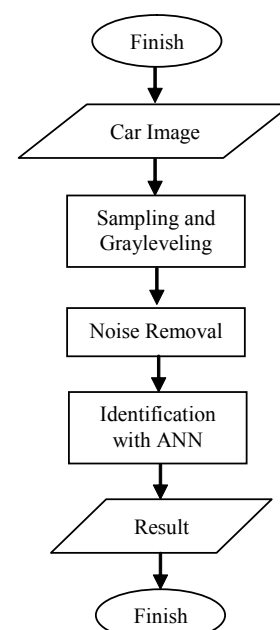 Finish
Car Image
Sampling and
Grayleveling
Noise Removal
Identification
with ANN
Result
Finish